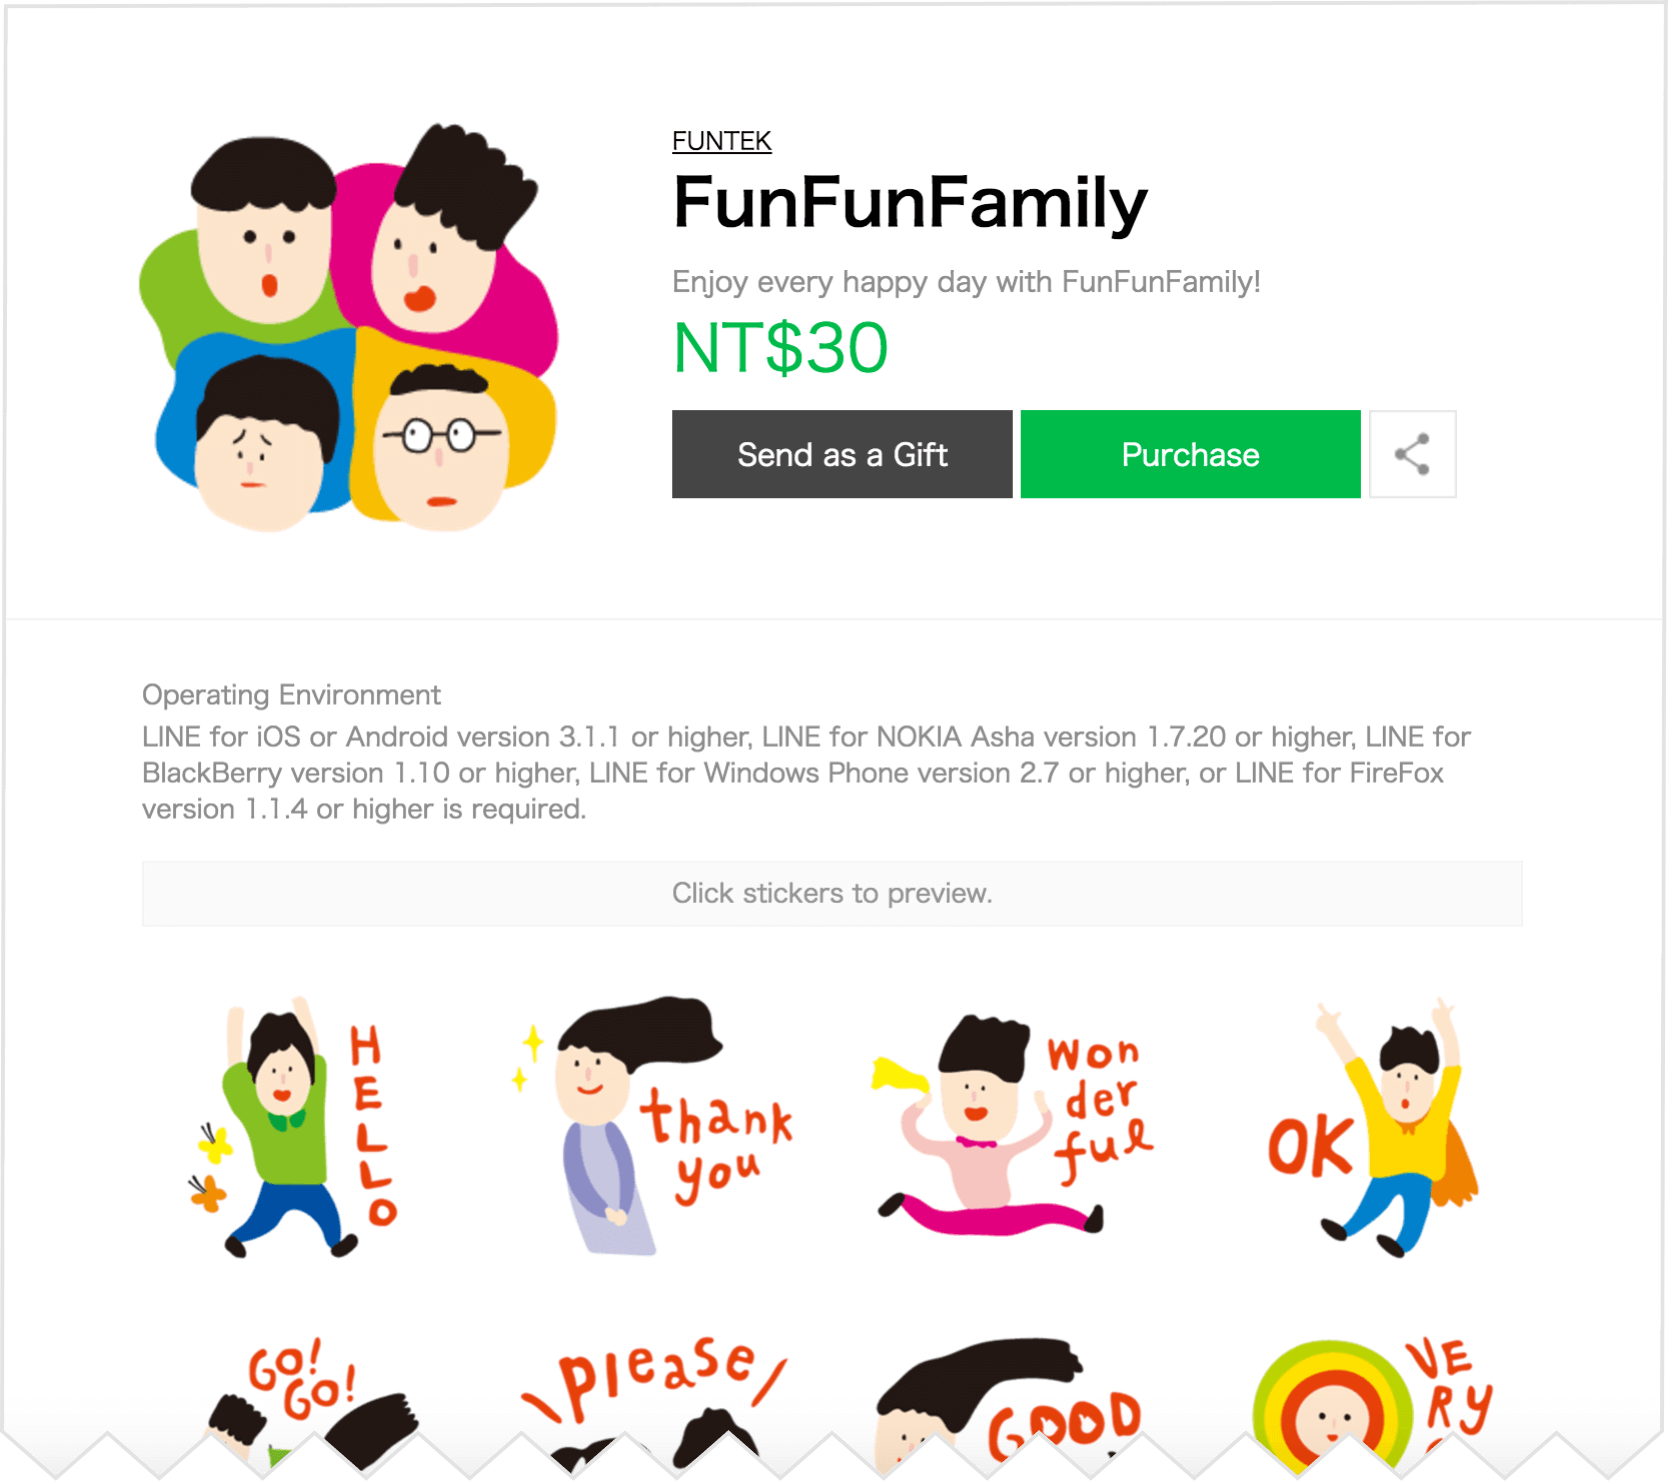 FUNTEK
FunFunFamily
Enjoy every happy day with FunFunFamily!
NT$30
Send as a Gift
Purchase
Operating Environment
LINE for iOS or Android version 3.1.1 or higher, LINE for NOKIA Asha version 1.7.20 or higher, LINE for
BlackBerry version 1.10 or higher, LINE for Windows Phone version 2.7 or higher, or LINE for FireFox
version 1.1.4 or higher is required.
Click stickers to preview.
HELLO
thank
you
won
der
ful
OK
GO!
GO!
please
GOOD
VE
RY